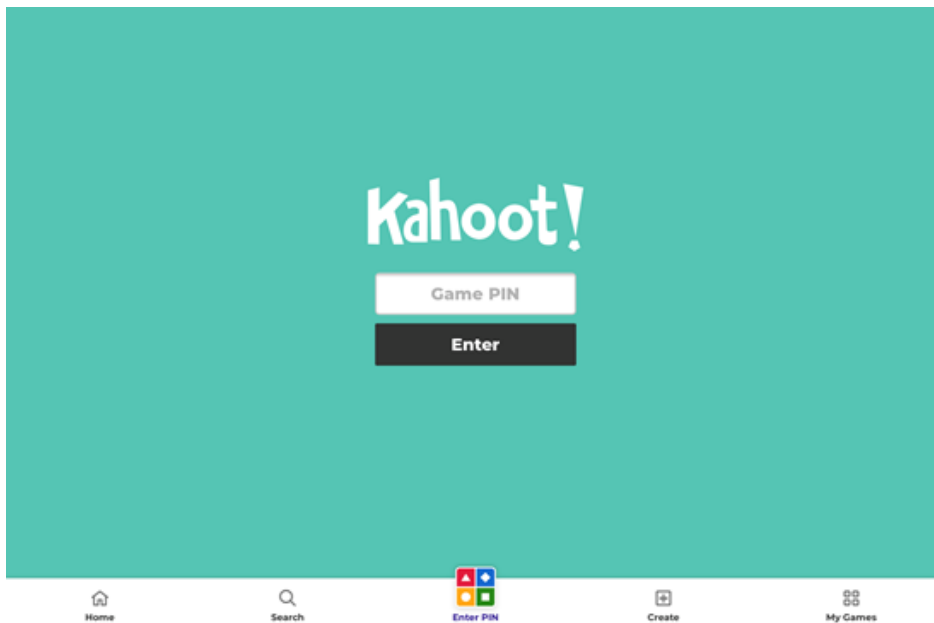 Kahoot!
Game PIN
Enter
Home
Search
Enter PIN
Create
My Games